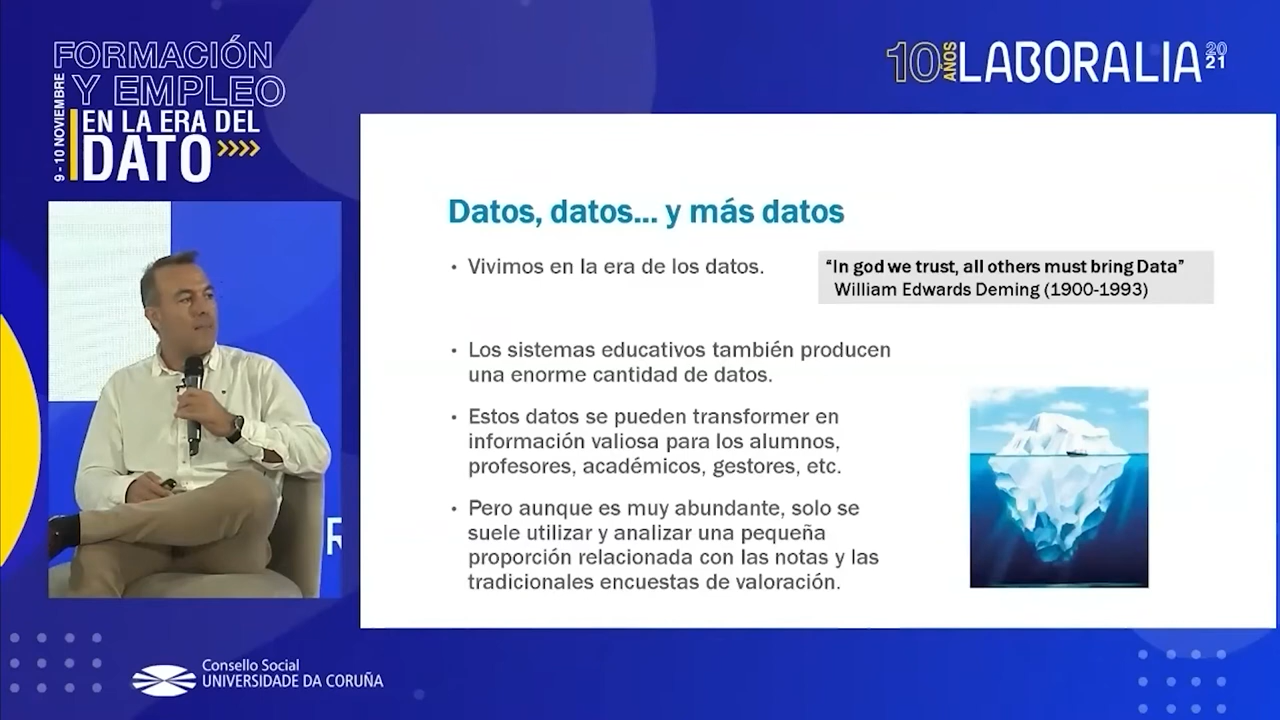 FORMACIÓN
Y EMPLEO
EN LA ERA DEL
DATO
9 - 10 NOVIEMBRE
10 AÑOS LABORALIA 2021
Datos, datos... y más datos
• Vivimos en la era de los datos.
“In god we trust, all others must bring Data”
William Edwards Deming (1900-1993)
• Los sistemas educativos también producen
una enorme cantidad de datos.
• Estos datos se pueden transformer en
información valiosa para los alumnos,
profesores, académicos, gestores, etc.
• Pero aunque es muy abundante, solo se
suele utilizar y analizar una pequeña
proporción relacionada con las notas y las
tradicionales encuestas de valoración.
R
Consello Social
UNIVERSIDADE DA CORUÑA